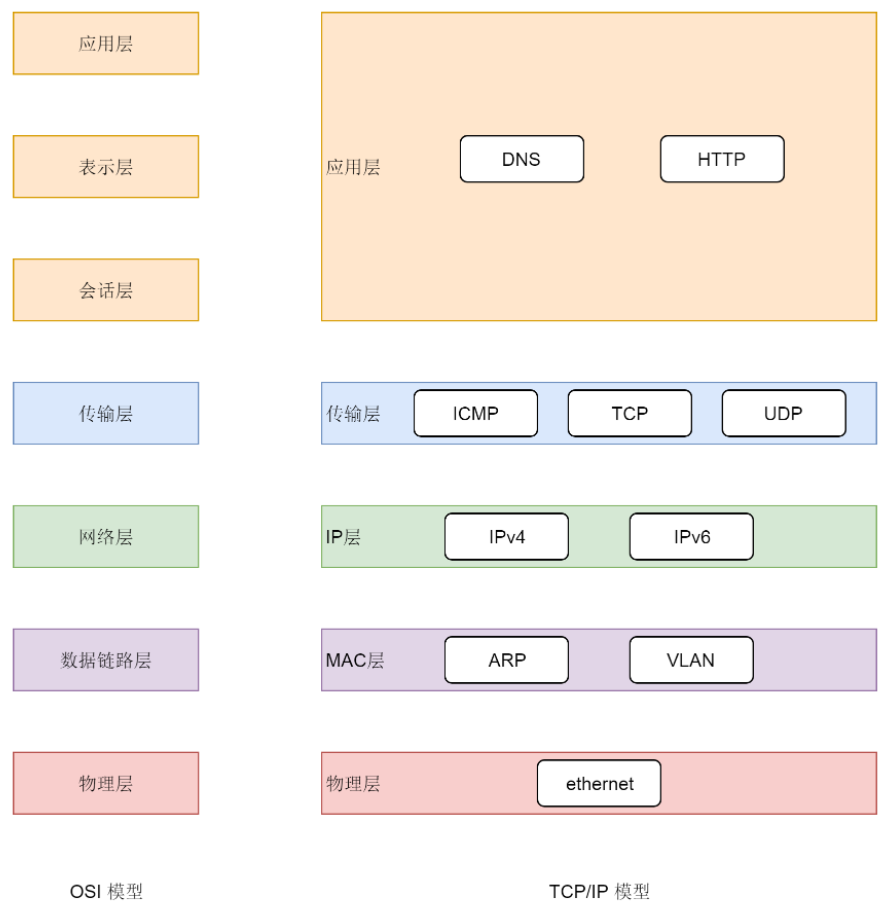 应用层
表示层
应用层
DNS
HTTP
会话层
传输层
传输层
ICMP
TCP
UDP
网络层
IP层
IPv4
IPv6
数据链路层
MAC层
ARP
VLAN
物理层
物理层
ethernet
OSI 模型
TCP/IP 模型